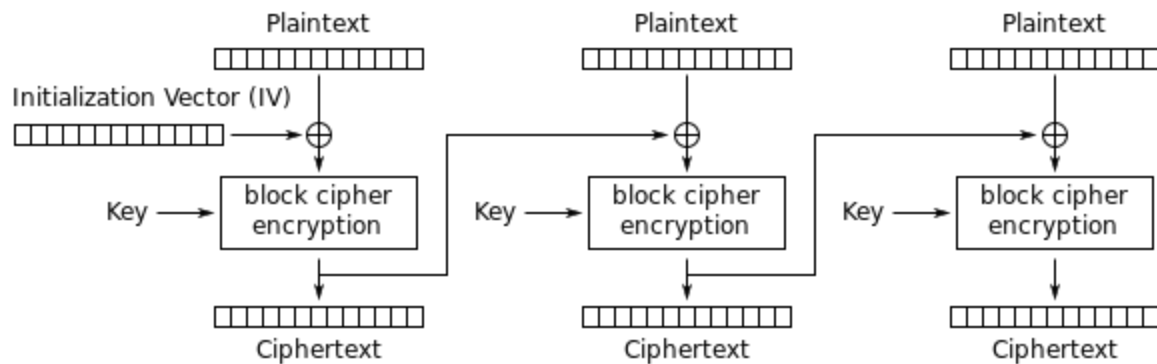 Plaintext
Plaintext
Plaintext
Initialization Vector (IV)
Key
block cipher
encryption
Key
block cipher
encryption
Key
block cipher
encryption
Ciphertext
Ciphertext
Ciphertext